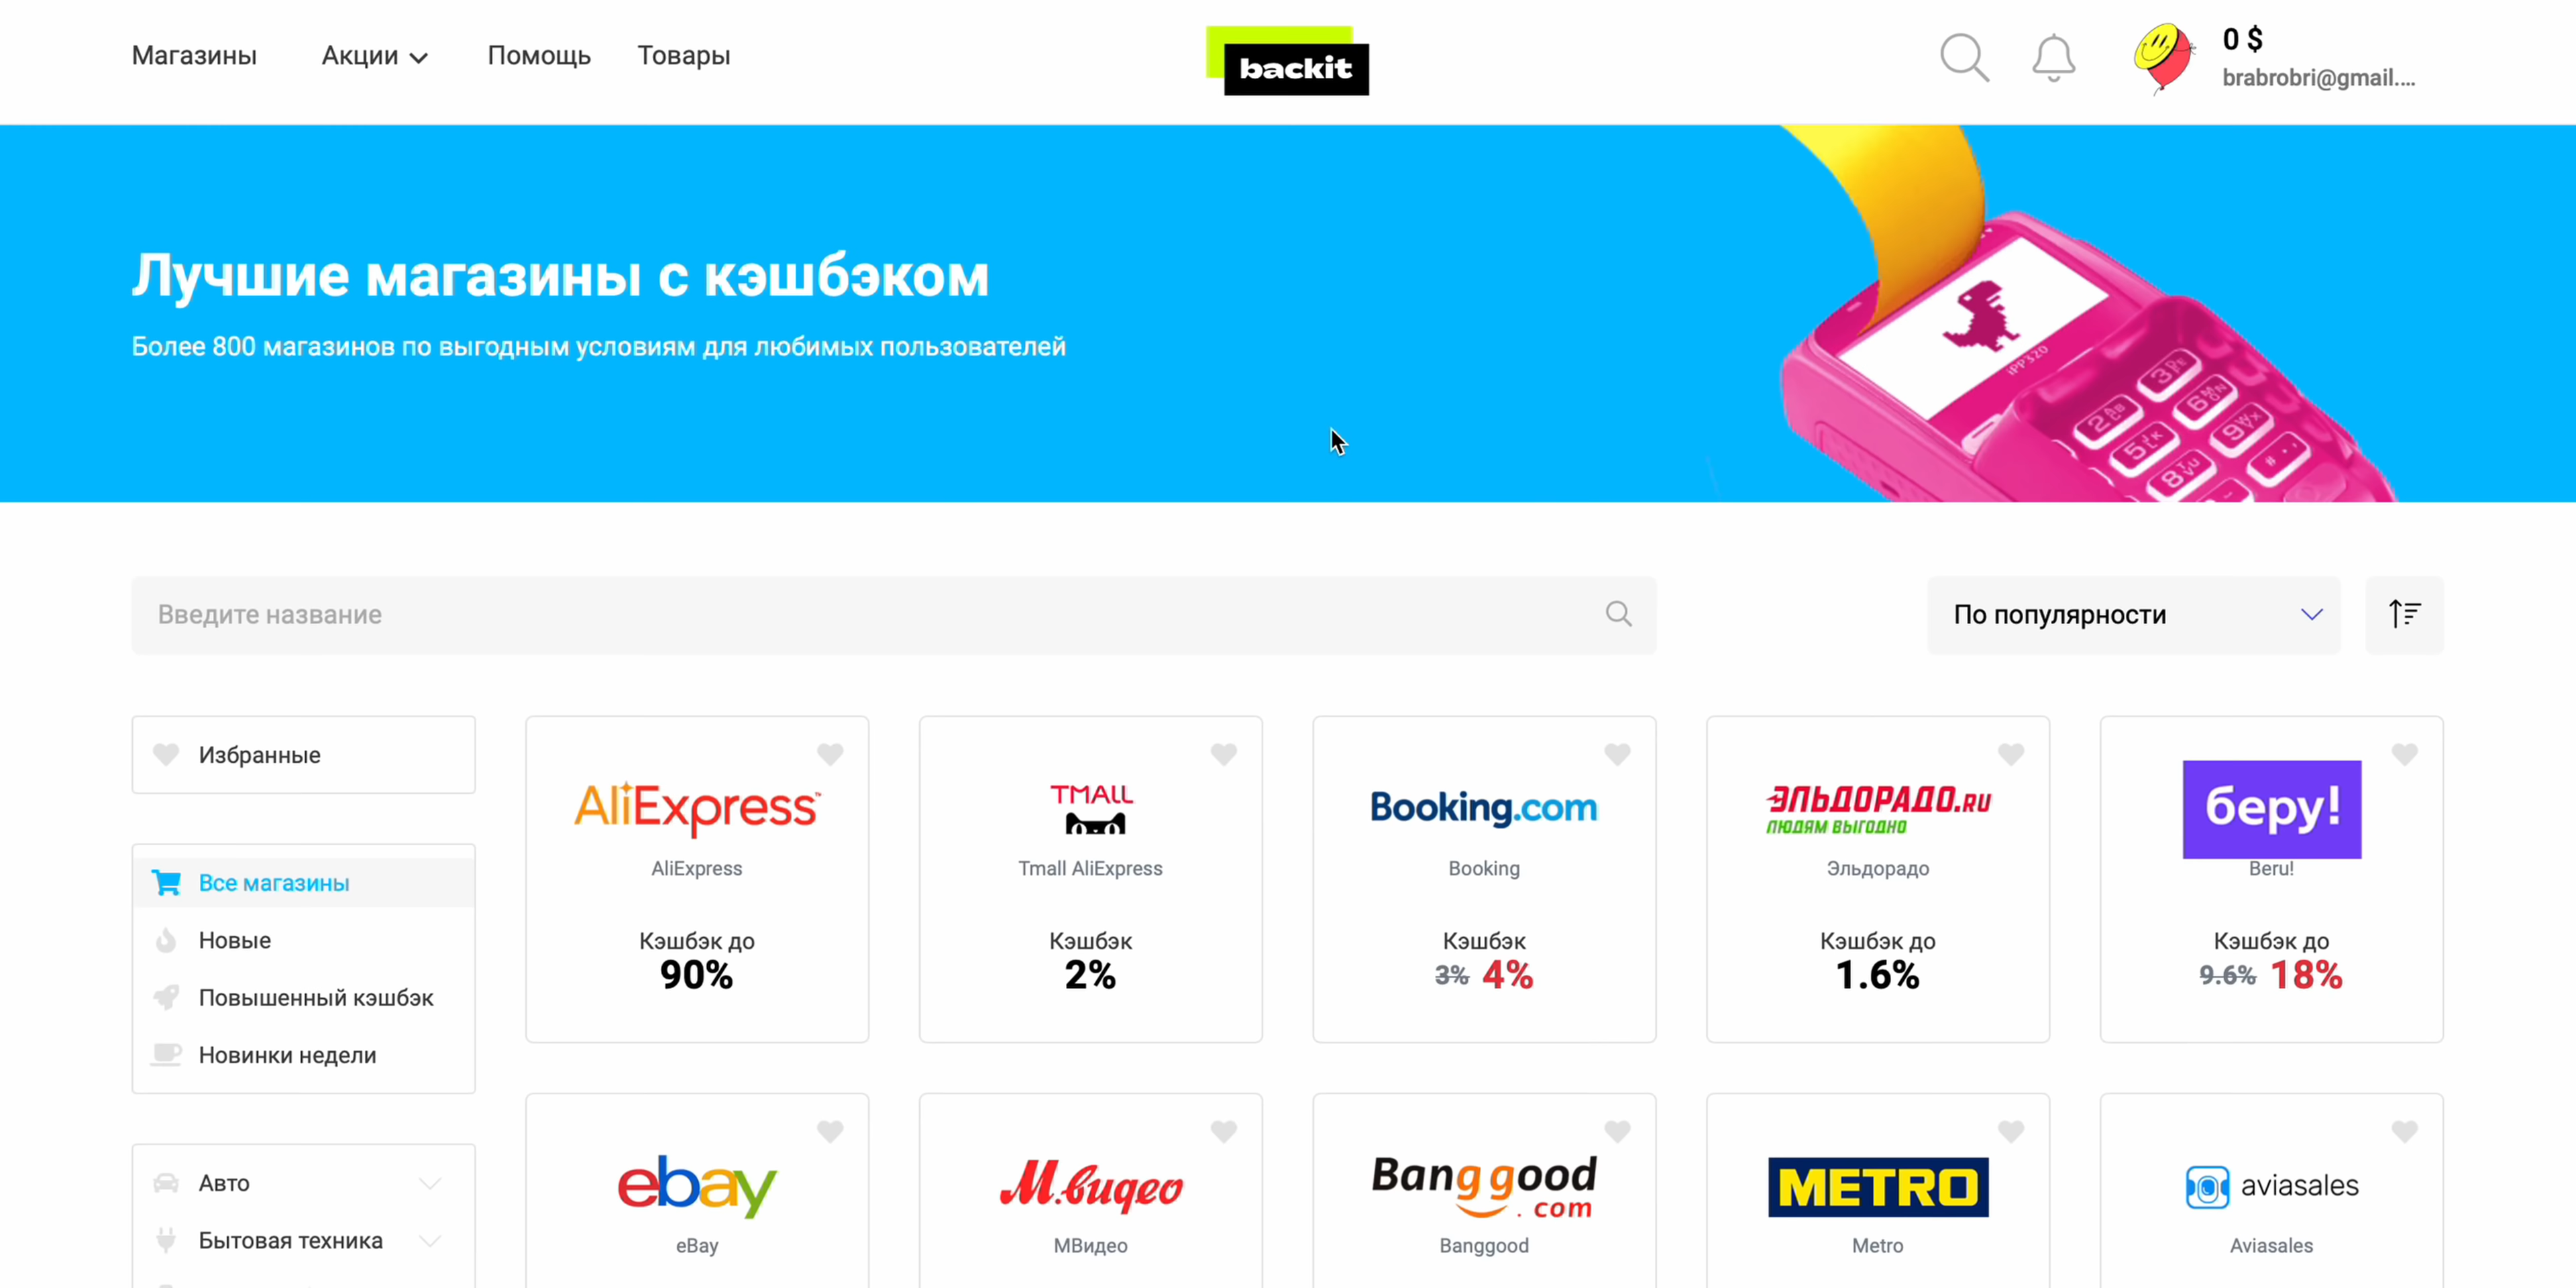 Магазины
Акции
Помощь
Товары
backit
0 $
brabrobri@gmail....
Лучшие магазины с кэшбэком
Более 800 магазинов по выгодным условиям для любимых пользователей
iPP320
Введите название
По популярности
Избранные
Все магазины
Новые
Повышенный кэшбэк
Новинки недели
Авто
Бытовая техника
AliExpress™
AliExpress
Кэшбэк до
90%
TMALL
Tmall AliExpress
Кэшбэк
2%
Booking.com
Booking
Кэшбэк
3% 4%
ЭЛЬДОРАДО.RU
ЛЮДЯМ ВЫГОДНО
Эльдорадо
Кэшбэк до
1.6%
беру!
Beru!
Кэшбэк до
9.6% 18%
ebay
eBay
М.видео
МВидео
Banggood
.com
Banggood
METRO
Metro
aviasales
Aviasales